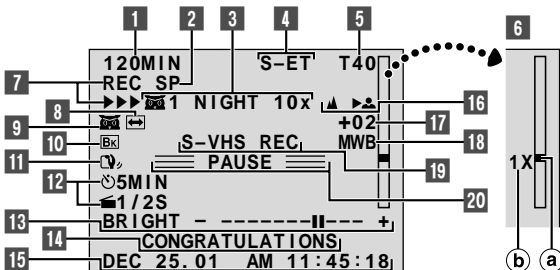 1 2 3 4 5 6
120MIN S-ET T40
7 REC SP
1 NIGHT 10x 16
8
9 +02 17
10 BK MWB 18
S-VHS REC 19
11 PAUSE 20
1X
12 5MIN
1/2S
13 BRIGHT - --------▮▮--- +
b a
14 CONGRATULATIONS
15 DEC 25.01 AM 11:45:18